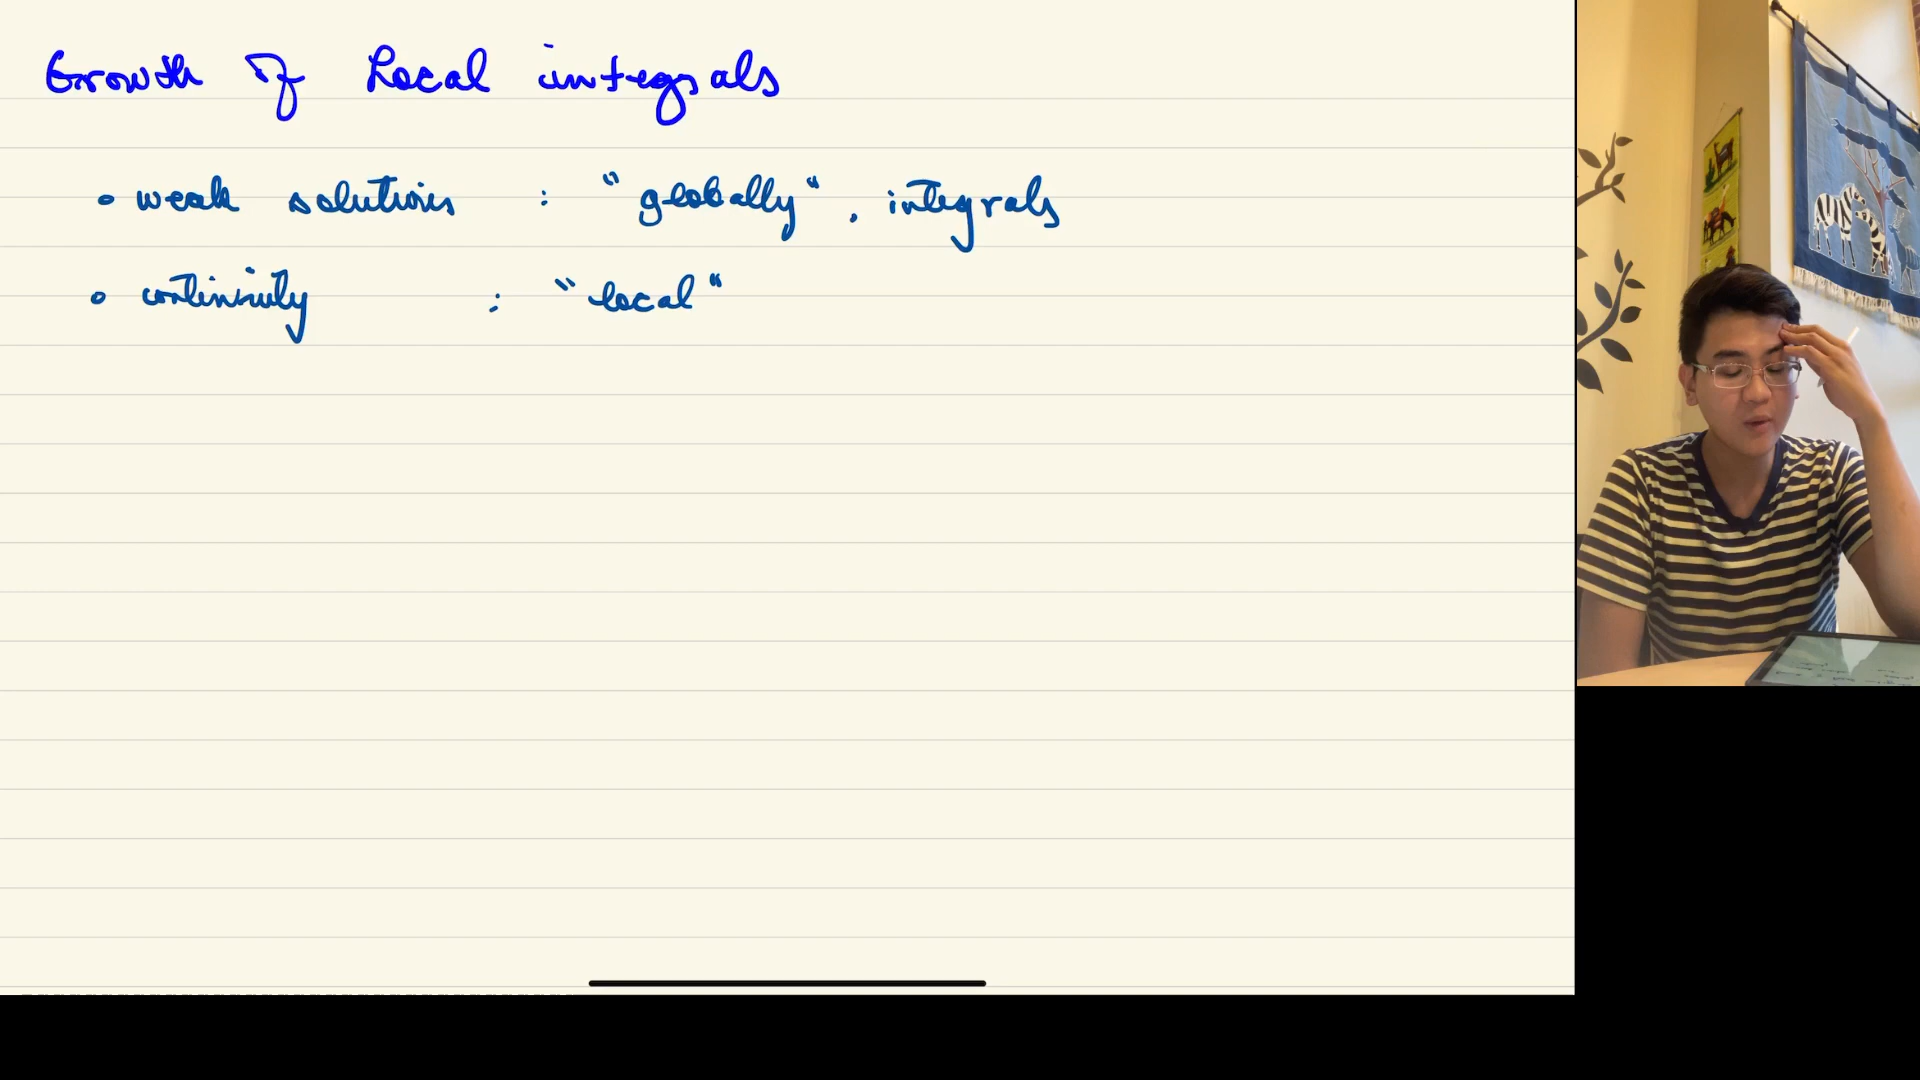 Growth of Local integrals
• weak solutions : "globally", integrals
• continuity : "local"